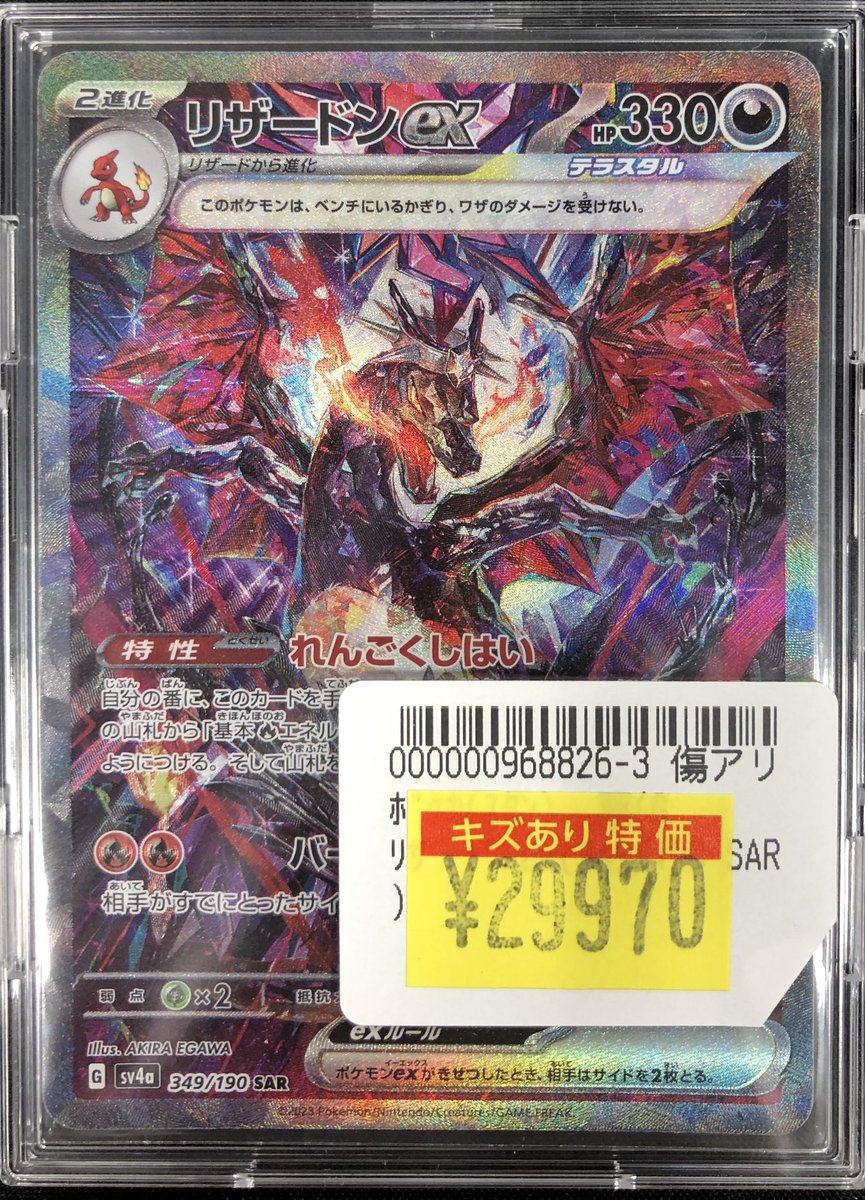 2進化 リザードンex HP330
リザードから進化 テラスタル
このポケモンは、ベンチにいるかぎり、ワザのダメージを受けない。
特性 とくせい れんごくしはい
自分の番に、このカードを手
の山札から「基本 エネル
ようにつける。そして山札を
バー
相手がすでにとったサイ
000000968826-3 傷アリ
キズあり特価
SAR
¥29970
)
弱点 ×2 抵抗力
exルール
ポケモンexがきぜつしたとき、相手はサイドを2枚とる。
Illus. AKIRA EGAWA
G sv4a 349/190 SAR
©2023 Pokémon/Nintendo/Creatures/GAME FREAK.